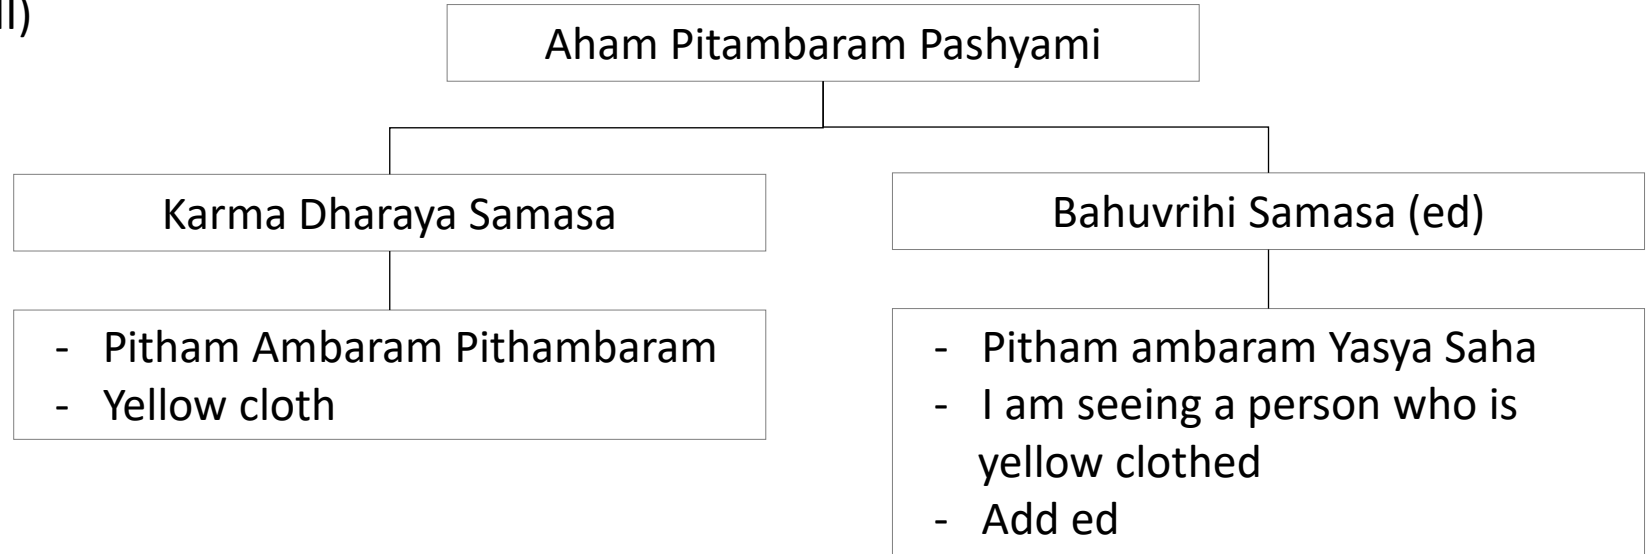 Aham Pitambaram Pashyami
Karma Dharaya Samasa
Bahuvrihi Samasa (ed)
- Pitham Ambaram Pithambaram
- Yellow cloth
- Pitham ambaram Yasya Saha
- I am seeing a person who is
yellow clothed
- Add ed